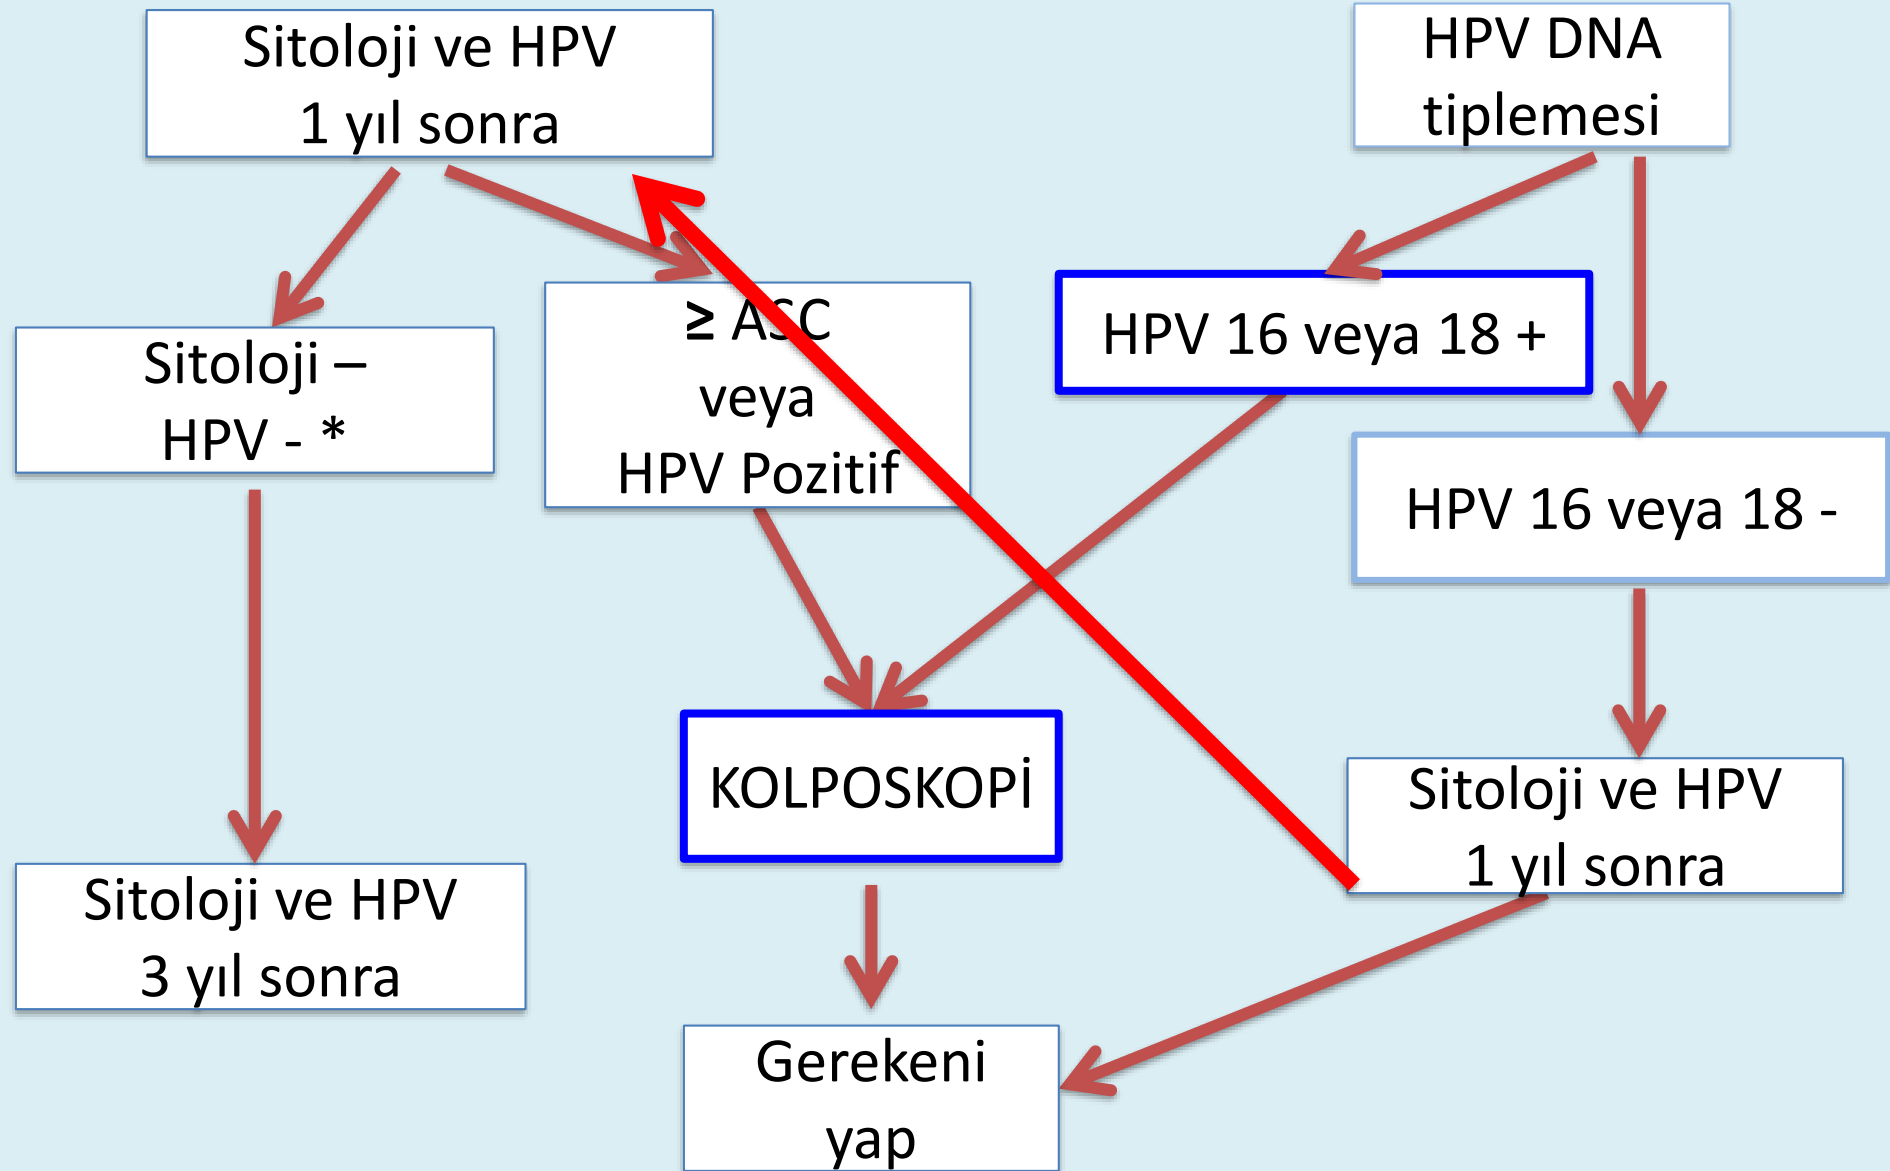 Sitoloji ve HPV
1 yıl sonra
HPV DNA
tiplemesi
Sitoloji –
HPV - *
≥ ASC
veya
HPV Pozitif
HPV 16 veya 18 +
HPV 16 veya 18 -
KOLPOSKOPİ
Sitoloji ve HPV
1 yıl sonra
Sitoloji ve HPV
3 yıl sonra
Gerekeni
yap